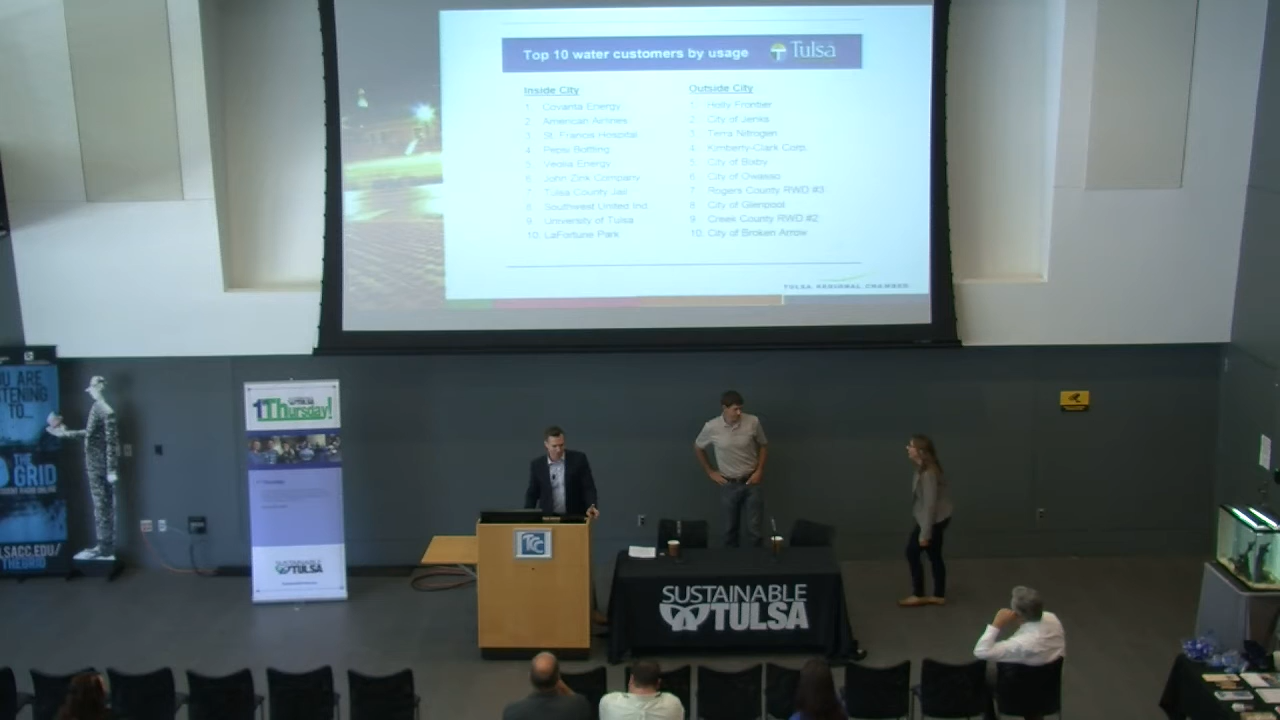 Top 10 water customers by usage
Tulsa
Inside City
1. Covanta Energy
2. American Airlines
3. St. Francis Hospital
4. Pepsi Bottling
5. Veolia Energy
6. John Zink Company
7. Tulsa County Jail
8. Southwest United Ind
9. University of Tulsa
10. LaFortune Park
Outside City
1. Holly Frontier
2. City of Jenks
3. Terra Nitrogen
4. Kimberly-Clark Corp.
5. City of Bixby
6. City of Owasso
7. Rogers County RWD #3
8. City of Glenpool
9. Creek County RWD #2
10. City of Broken Arrow
TULSA REGIONAL CHAMBER
OU ARE
STENING
TO...
THE
GRID
LSACC.EDU/
THEGRID
1Thursday!
SUSTAINABLE
TULSA
TCC
SUSTAINABLE
TULSA